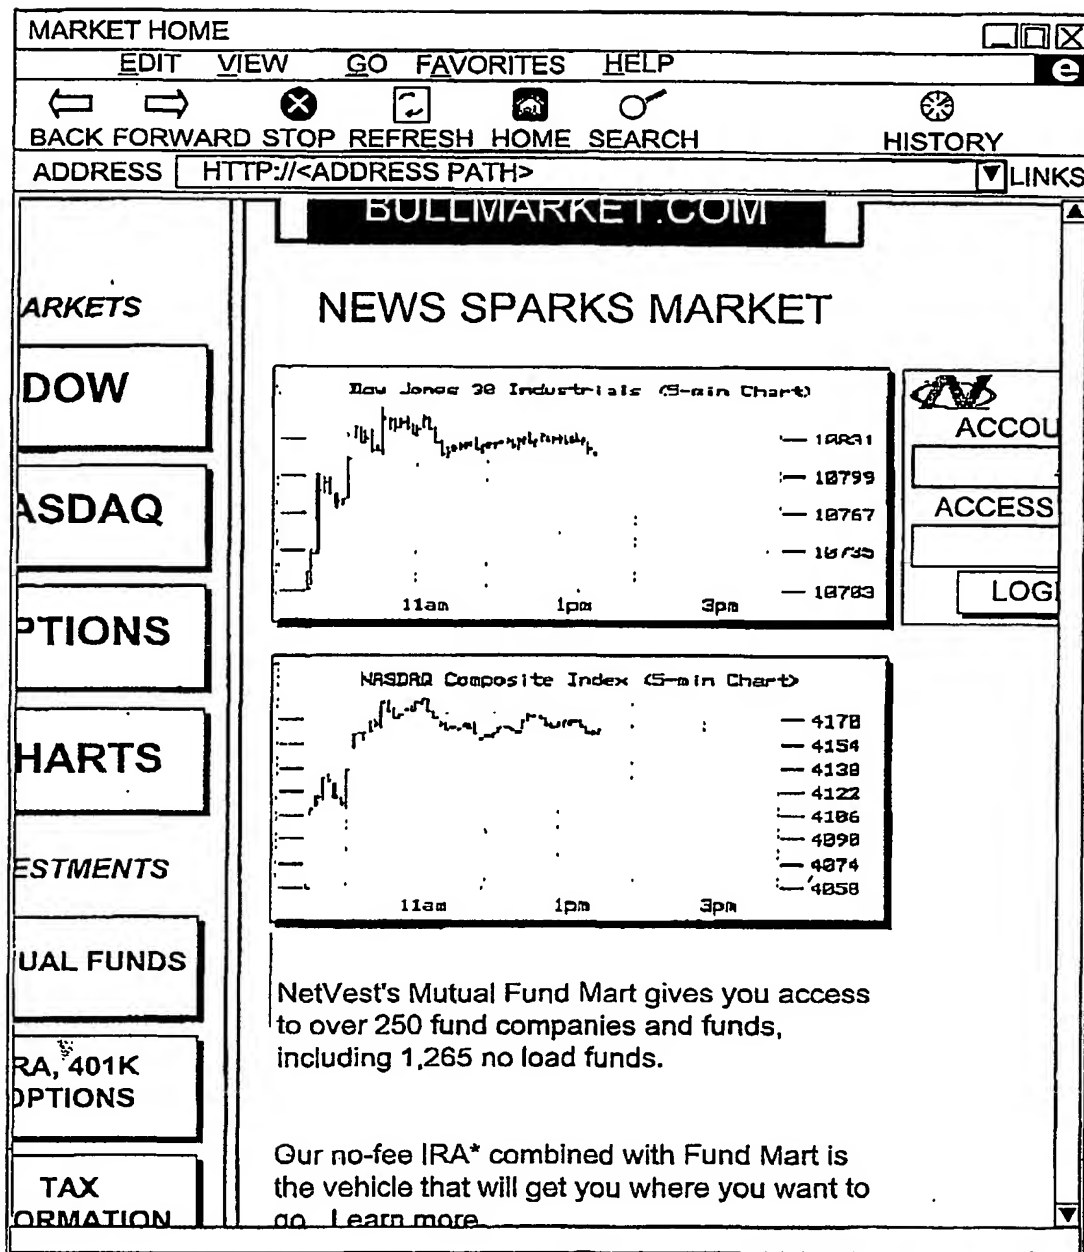 MARKET HOME
EDIT VIEW GO FAVORITES HELP
e
BACK FORWARD STOP REFRESH HOME SEARCH HISTORY
ADDRESS HTTP://<ADDRESS PATH> LINKS
BULLMARKET.COM
ARKETS
DOW
ASDAQ
PTIONS
HARTS
ESTMENTS
UAL FUNDS
RA, 401K
OPTIONS
TAX
ORMATION
NEWS SPARKS MARKET
Dow Jones 30 Industrials (5-min Chart)
10831
10799
10767
10735
10703
11am 1pm 3pm
ACCOU
ACCESS
LOGI
NASDAQ Composite Index (5-min Chart)
4170
4154
4138
4122
4106
4090
4074
4058
11am 1pm 3pm
NetVest's Mutual Fund Mart gives you access
to over 250 fund companies and funds,
including 1,265 no load funds.
Our no-fee IRA* combined with Fund Mart is
the vehicle that will get you where you want to
go. Learn more